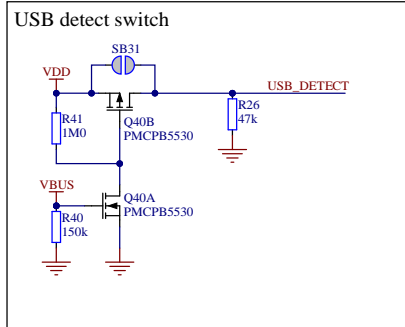 USB detect switch
SB31
VDD
USB_DETECT
R41
1M0
R26
47k
Q40B
PMCPB5530
VBUS
Q40A
PMCPB5530
R40
150k